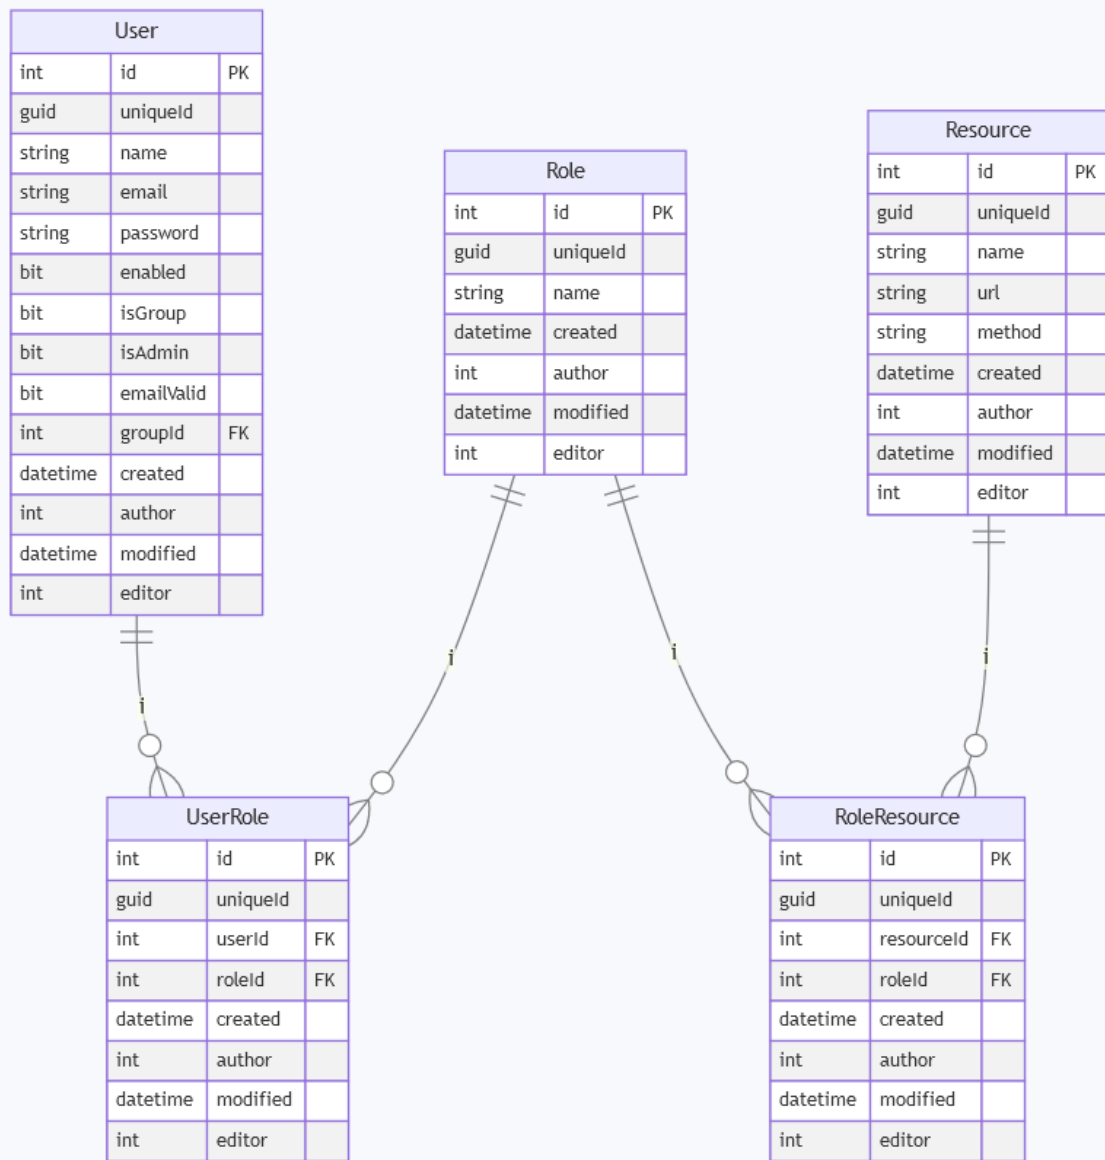 User
int id PK
guid uniqueId
string name
string email
string password
bit enabled
bit isGroup
bit isAdmin
bit emailValid
int groupId FK
datetime created
int author
datetime modified
int editor
Role
int id PK
guid uniqueId
string name
datetime created
int author
datetime modified
int editor
Resource
int id PK
guid uniqueId
string name
string url
string method
datetime created
int author
datetime modified
int editor
i
i
i
i
UserRole
int id PK
guid uniqueId
int userId FK
int roleId FK
datetime created
int author
datetime modified
int editor
RoleResource
int id PK
guid uniqueId
int resourceId FK
int roleId FK
datetime created
int author
datetime modified
int editor